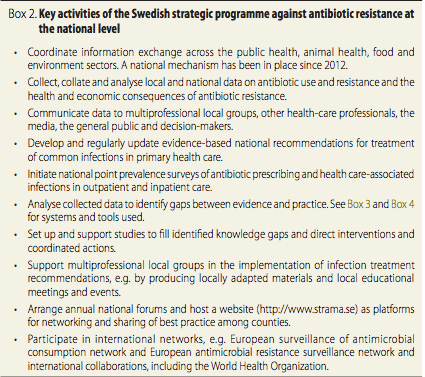 Box 2. Key activities of the Swedish strategic programme against antibiotic resistance at
the national level
• Coordinate information exchange across the public health, animal health, food and
environment sectors. A national mechanism has been in place since 2012.
• Collect, collate and analyse local and national data on antibiotic use and resistance and the
health and economic consequences of antibiotic resistance.
• Communicate data to multiprofessional local groups, other health-care professionals, the
media, the general public and decision-makers.
• Develop and regularly update evidence-based national recommendations for treatment
of common infections in primary health care.
• Initiate national point prevalence surveys of antibiotic prescribing and health care-associated
infections in outpatient and inpatient care.
• Analyse collected data to identify gaps between evidence and practice. See Box 3 and Box 4
for systems and tools used.
• Set up and support studies to fill identified knowledge gaps and direct interventions and
coordinated actions.
• Support multiprofessional local groups in the implementation of infection treatment
recommendations, e.g. by producing locally adapted materials and local educational
meetings and events.
• Arrange annual national forums and host a website (http://www.strama.se) as platforms
for networking and sharing of best practice among counties.
• Participate in international networks, e.g. European surveillance of antimicrobial
consumption network and European antimicrobial resistance surveillance network and
international collaborations, including the World Health Organization.